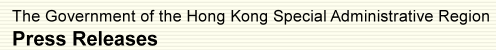 The Government of the Hong Kong Special Administrative Region
Press Releases